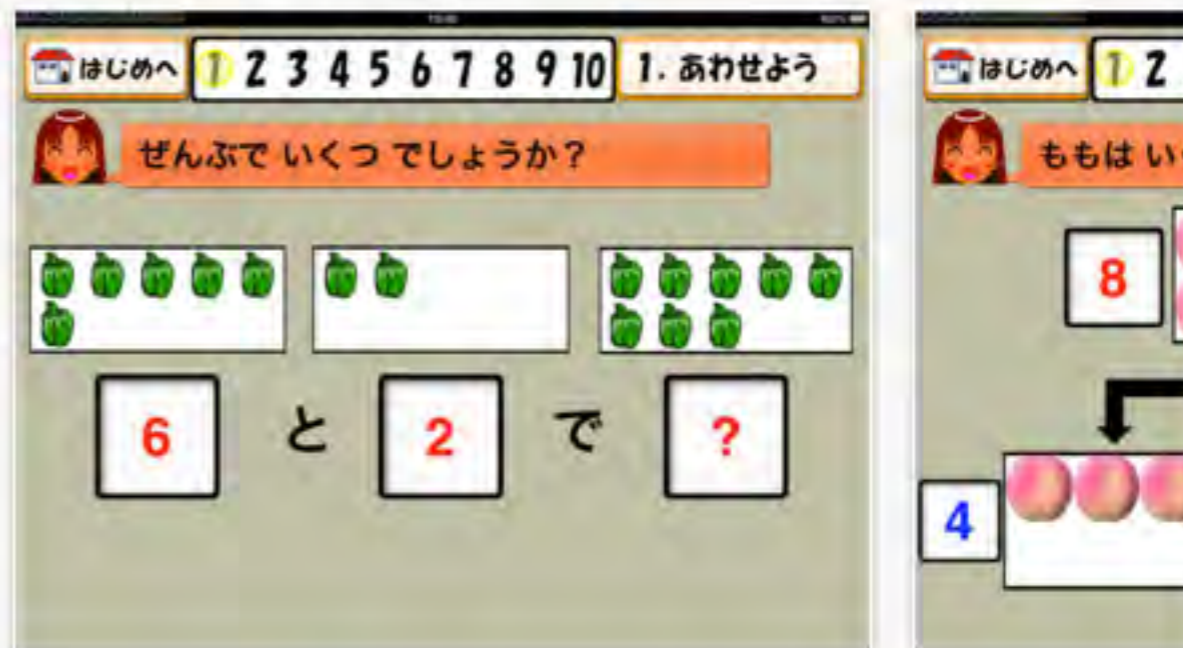 はじめへ 1 2 3 4 5 6 7 8 9 10 1. あわせよう
ぜんぶで いくつ でしょうか？
6 と 2 で ?
はじめへ 1 2
ももは い
8
4